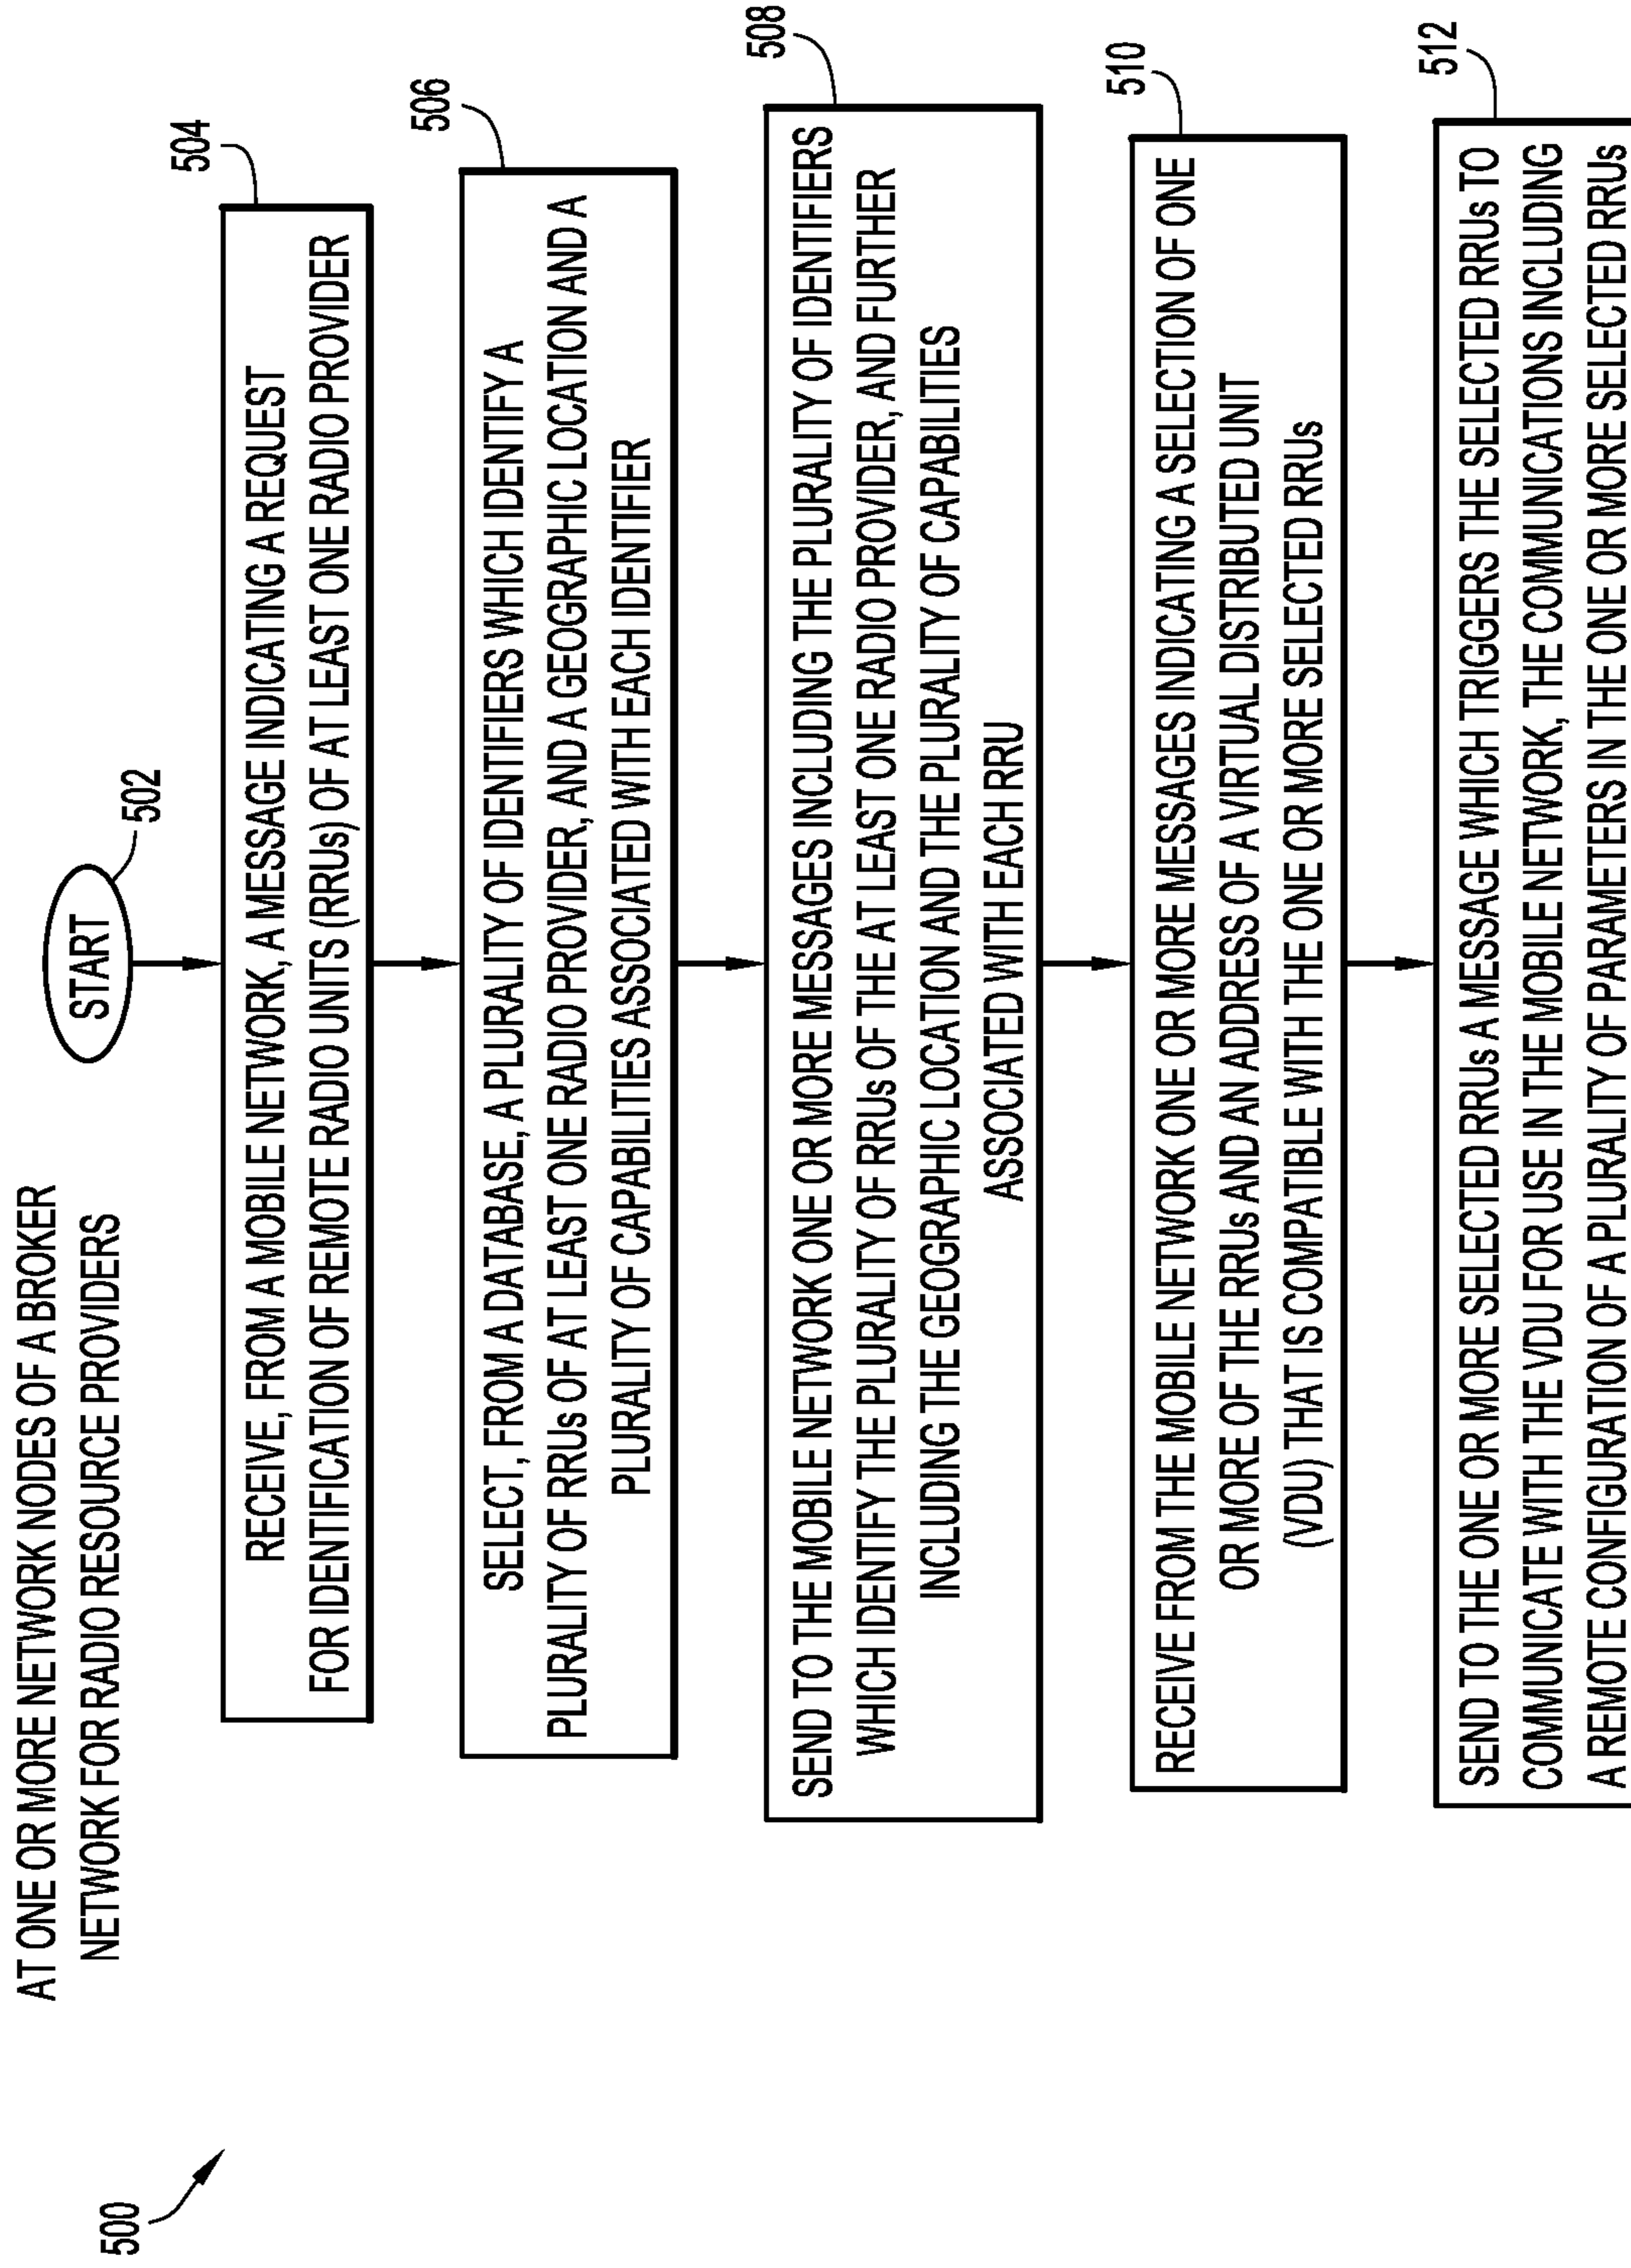 500
AT ONE OR MORE NETWORK NODES OF A BROKER
NETWORK FOR RADIO RESOURCE PROVIDERS
START
502
504
RECEIVE, FROM A MOBILE NETWORK, A MESSAGE INDICATING A REQUEST
FOR IDENTIFICATION OF REMOTE RADIO UNITS (RRUs) OF AT LEAST ONE RADIO PROVIDER
506
SELECT, FROM A DATABASE, A PLURALITY OF IDENTIFIERS WHICH IDENTIFY A
PLURALITY OF RRUs OF AT LEAST ONE RADIO PROVIDER, AND A GEOGRAPHIC LOCATION AND A
PLURALITY OF CAPABILITIES ASSOCIATED WITH EACH IDENTIFIER
508
SEND TO THE MOBILE NETWORK ONE OR MORE MESSAGES INCLUDING THE PLURALITY OF IDENTIFIERS
WHICH IDENTIFY THE PLURALITY OF RRUs OF THE AT LEAST ONE RADIO PROVIDER, AND FURTHER
INCLUDING THE GEOGRAPHIC LOCATION AND THE PLURALITY OF CAPABILITIES
ASSOCIATED WITH EACH RRU
510
RECEIVE FROM THE MOBILE NETWORK ONE OR MORE MESSAGES INDICATING A SELECTION OF ONE
OR MORE OF THE RRUs AND AN ADDRESS OF A VIRTUAL DISTRIBUTED UNIT
(VDU) THAT IS COMPATIBLE WITH THE ONE OR MORE SELECTED RRUs
512
SEND TO THE ONE OR MORE SELECTED RRUs A MESSAGE WHICH TRIGGERS THE SELECTED RRUs TO
COMMUNICATE WITH THE VDU FOR USE IN THE MOBILE NETWORK, THE COMMUNICATIONS INCLUDING
A REMOTE CONFIGURATION OF A PLURALITY OF PARAMETERS IN THE ONE OR MORE SELECTED RRUs